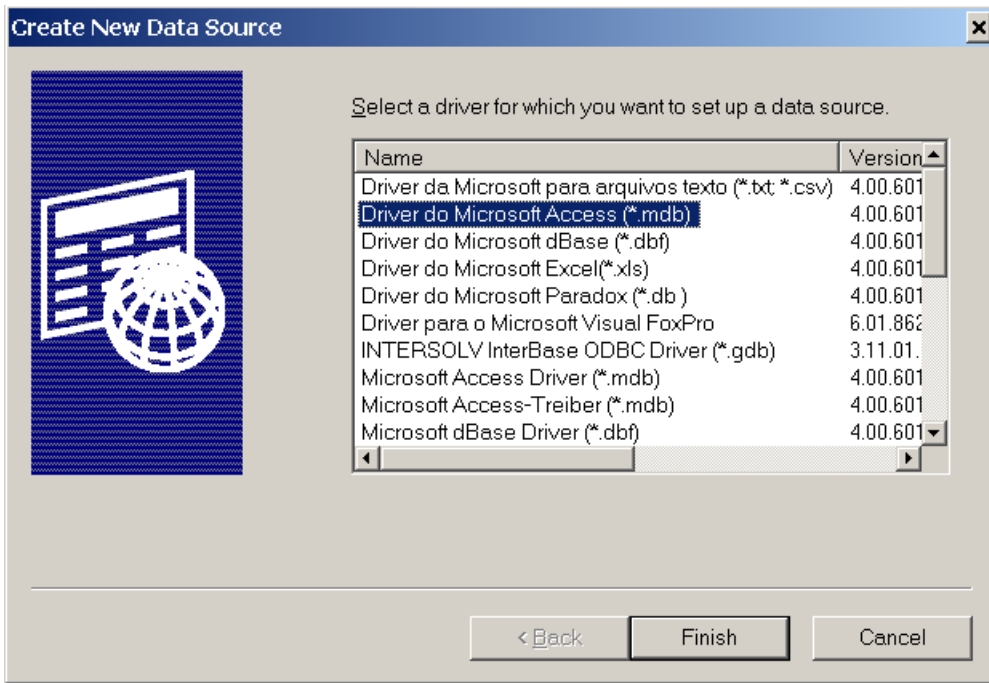 Create New Data Source
Select a driver for which you want to set up a data source.
Name Version
Driver da Microsoft para arquivos texto (*.txt; *.csv) 4.00.601
Driver do Microsoft Access (*.mdb) 4.00.601
Driver do Microsoft dBase (*.dbf) 4.00.601
Driver do Microsoft Excel(*.xls) 4.00.601
Driver do Microsoft Paradox (*.db ) 4.00.601
Driver para o Microsoft Visual FoxPro 6.01.862
INTERSOLV InterBase ODBC Driver (*.gdb) 3.11.01.
Microsoft Access Driver (*.mdb) 4.00.601
Microsoft Access-Treiber (*.mdb) 4.00.601
Microsoft dBase Driver (*.dbf) 4.00.601
< Back Finish Cancel